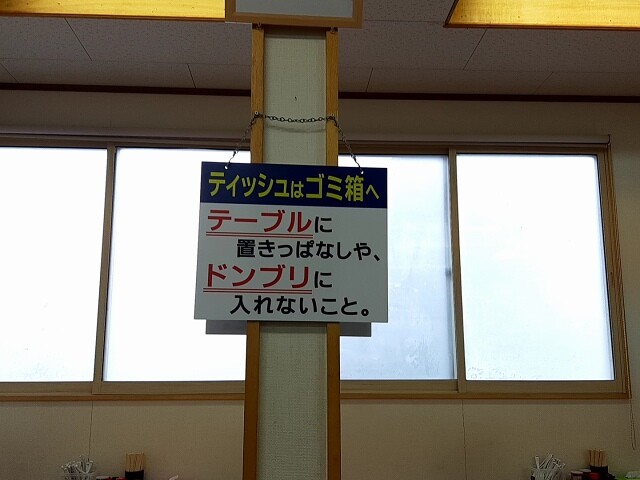 ティッシュはゴミ箱へ
テーブルに
置きっぱなしや、
ドンブリに
入れないこと。